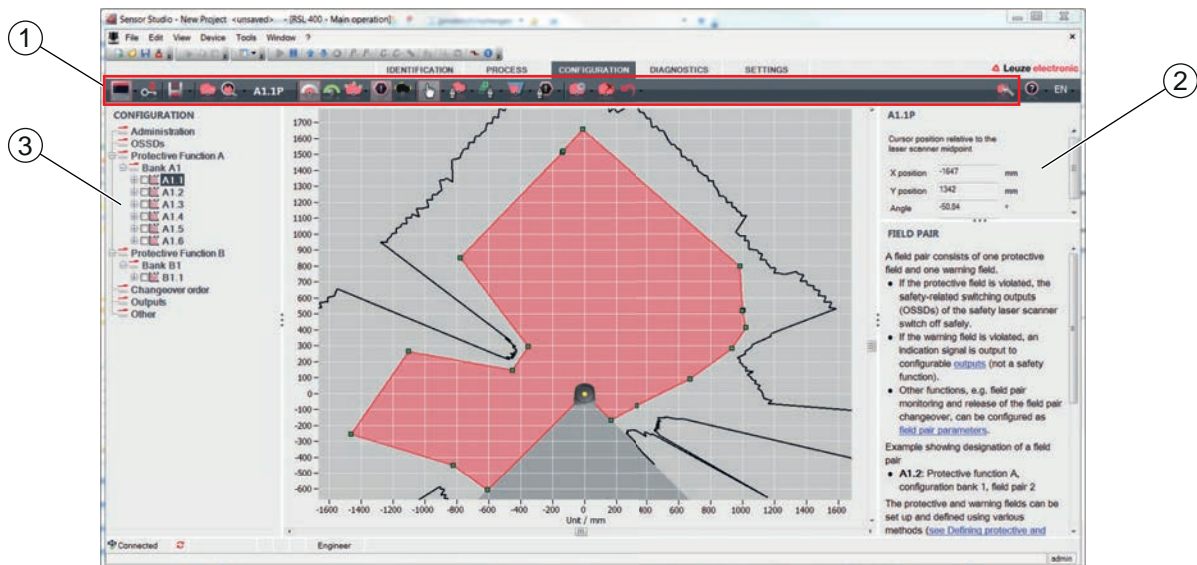 Sensor Studio - New Project <unsaved> - [RSL 400 - Main operation]
File Edit View Device Tools Window ?
IDENTIFICATION PROCESS CONFIGURATION DIAGNOSTICS SETTINGS
Leuze electronic
1
A1.1P
EN
2
3
CONFIGURATION
Administration
OSSDs
Protective Function A
Bank A1
A1.1
A1.2
A1.3
A1.4
A1.5
A1.6
Protective Function B
Bank B1
B1.1
Changeover order
Outputs
Other
1700
1600
1500
1400
1300
1200
1100
1000
900
800
700
600
500
400
300
200
100
0
-100
-200
-300
-400
-500
-600
-1600 -1400 -1200 -1000 -800 -600 -400 -200 0 200 400 600 800 1000 1200 1400 1600
Unt / mm
A1.1P
Cursor position relative to the
laser scanner midpoint
X position -1647 mm
Y position 1342 mm
Angle -50.84 °
FIELD PAIR
A field pair consists of one protective
field and one warning field.
• If the protective field is violated, the
safety-related switching outputs
(OSSDs) of the safety laser scanner
switch off safely.
• If the warning field is violated, an
indication signal is output to
configurable outputs (not a safety
function).
• Other functions, e.g. field pair
monitoring and release of the field pair
changeover, can be configured as
field pair parameters.
Example showing designation of a field
pair
• A1.2: Protective function A,
configuration bank 1, field pair 2
The protective and warning fields can be
set up and defined using various
methods (see Defining protective and
Connected
Engineer
admin